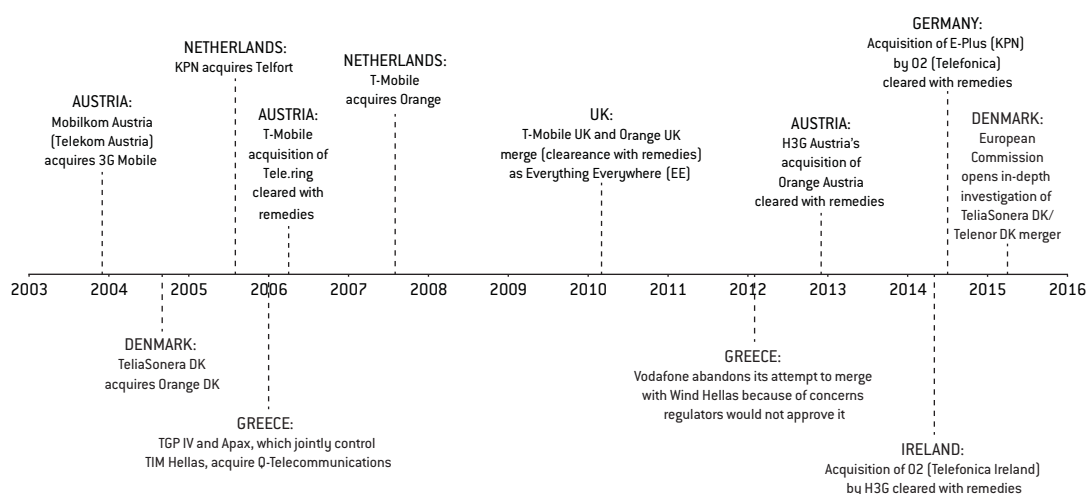 GERMANY:
Acquisition of E-Plus (KPN)
by O2 (Telefonica)
cleared with remedies
NETHERLANDS:
KPN acquires Telfort
NETHERLANDS:
T-Mobile
acquires Orange
AUSTRIA:
Mobilkom Austria
(Telekom Austria)
acquires 3G Mobile
AUSTRIA:
T-Mobile
acquisition of
Tele.ring
cleared with
remedies
UK:
T-Mobile UK and Orange UK
merge (cleareance with remedies)
as Everything Everywhere (EE)
AUSTRIA:
H3G Austria's
acquisition of
Orange Austria
cleared with remedies
DENMARK:
European
Commission
opens in-depth
investigation of
TeliaSonera DK/
Telenor DK merger
2003 2004 2005 2006 2007 2008 2009 2010 2011 2012 2013 2014 2015 2016
DENMARK:
TeliaSonera DK
acquires Orange DK
GREECE:
TGP IV and Apax, which jointly control
TIM Hellas, acquire Q-Telecommunications
GREECE:
Vodafone abandons its attempt to merge
with Wind Hellas because of concerns
regulators would not approve it
IRELAND:
Acquisition of O2 (Telefonica Ireland)
by H3G cleared with remedies